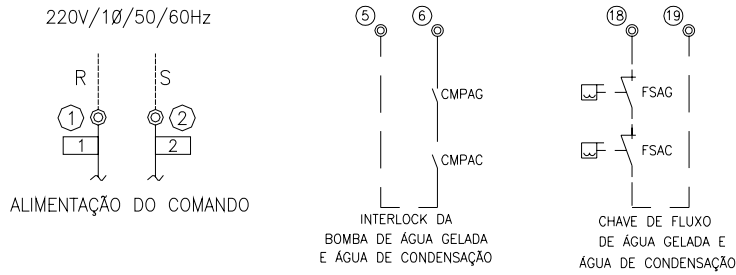 220V/1Ø/50/60Hz
R S
1 2
1 2
ALIMENTAÇÃO DO COMANDO
5 6
CMPAG
CMPAC
INTERLOCK DA
BOMBA DE ÁGUA GELADA
E ÁGUA DE CONDENSAÇÃO
18 19
FSAG
FSAC
CHAVE DE FLUXO
DE ÁGUA GELADA E
ÁGUA DE CONDENSAÇÃO